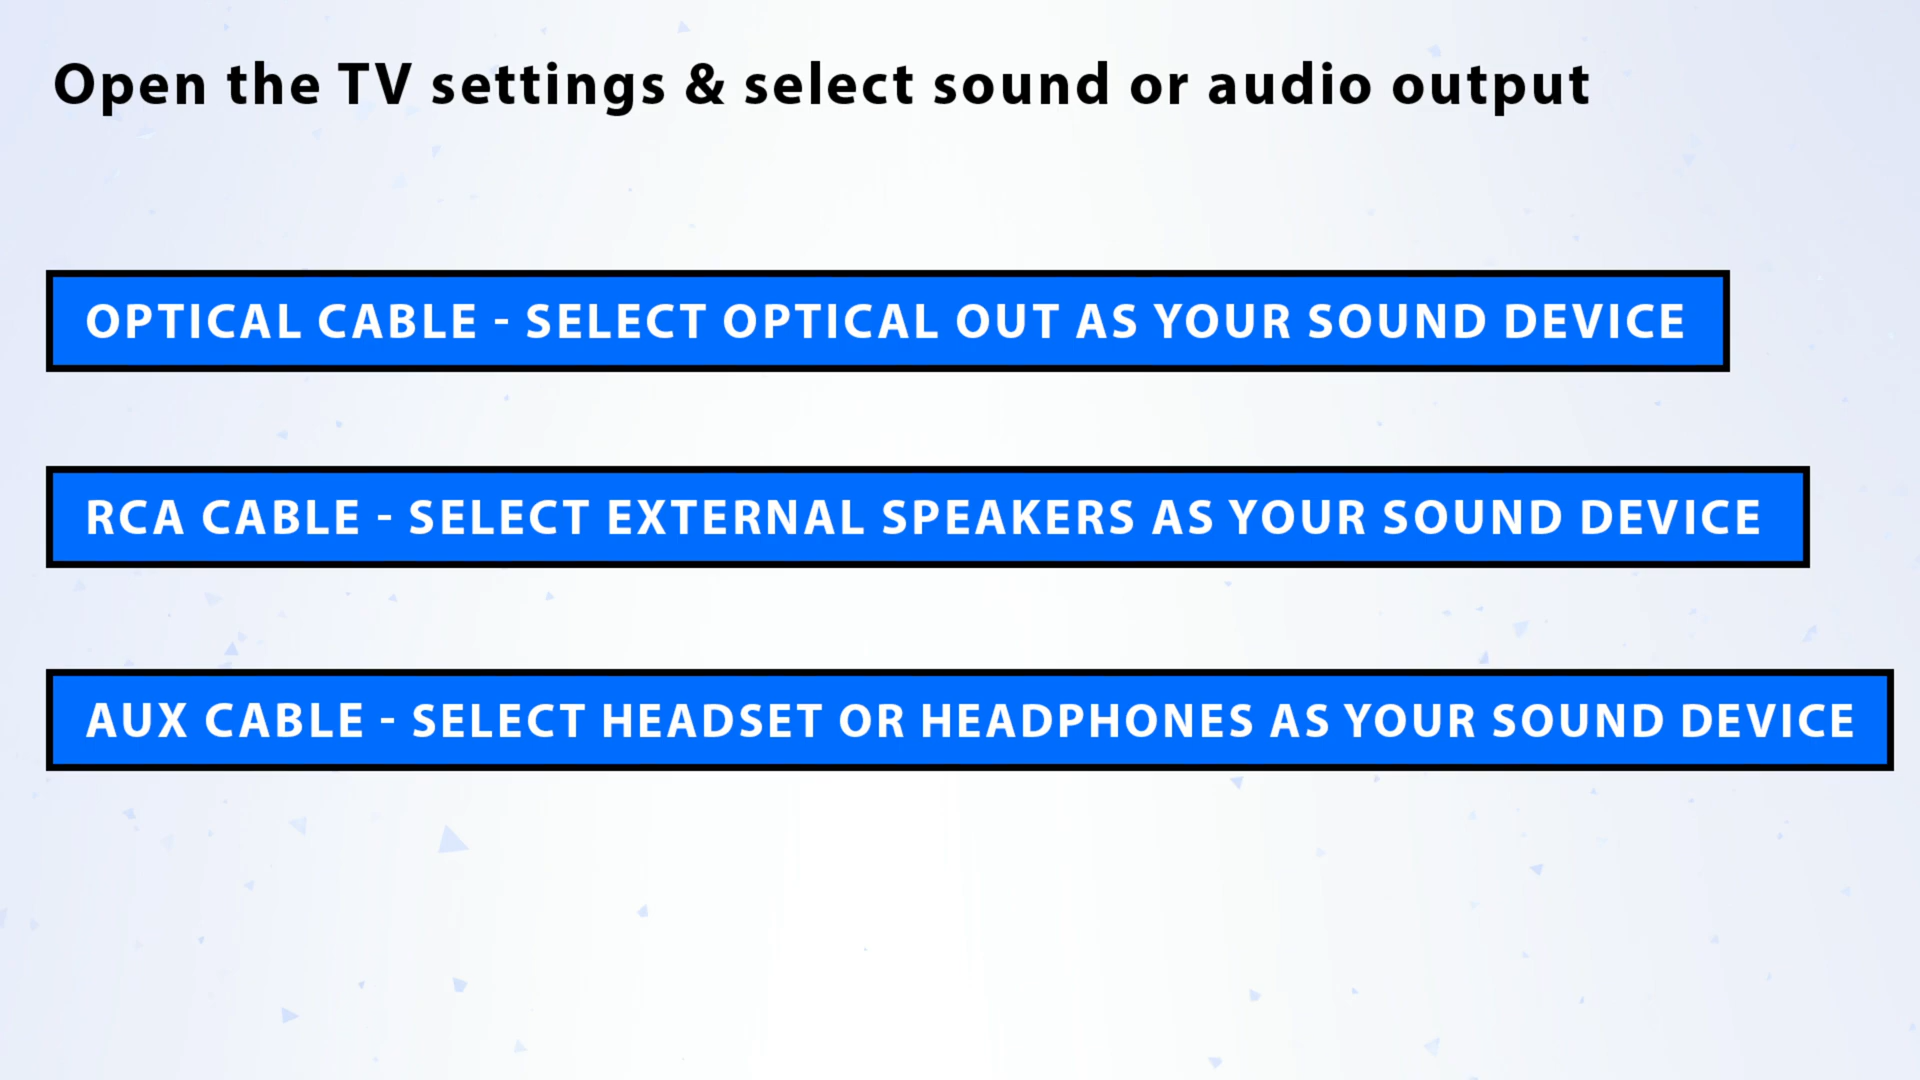 Open the TV settings & select sound or audio output
OPTICAL CABLE - SELECT OPTICAL OUT AS YOUR SOUND DEVICE
RCA CABLE - SELECT EXTERNAL SPEAKERS AS YOUR SOUND DEVICE
AUX CABLE - SELECT HEADSET OR HEADPHONES AS YOUR SOUND DEVICE